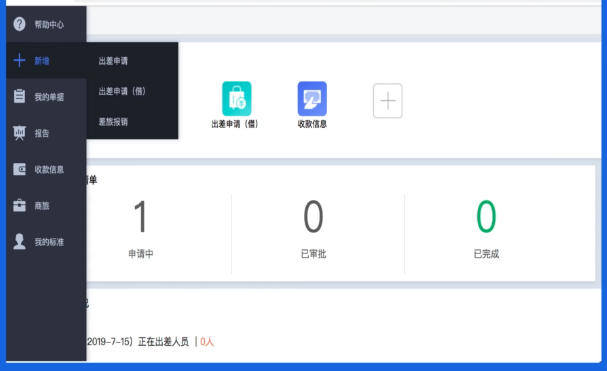 帮助中心
新增
我的单据
报告
收款信息
商旅
我的标准
出差申请
出差申请（借）
差旅报销
出差申请（借）
收款信息
请单
1
申请中
0
已审批
0
已完成
2019-7-15）正在出差人员 | 0人